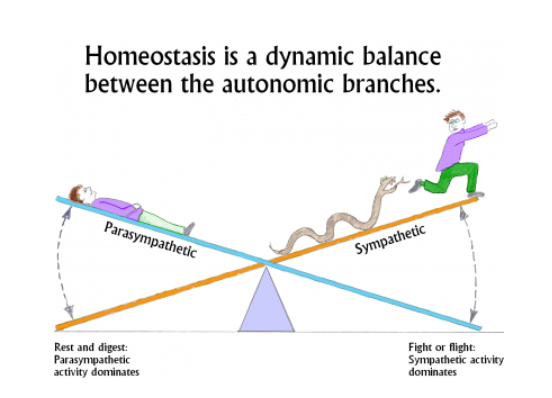 Homeostasis is a dynamic balance
between the autonomic branches.
Parasympathetic
Sympathetic
Rest and digest:
Parasympathetic
activity dominates
Fight or flight:
Sympathetic activity
dominates